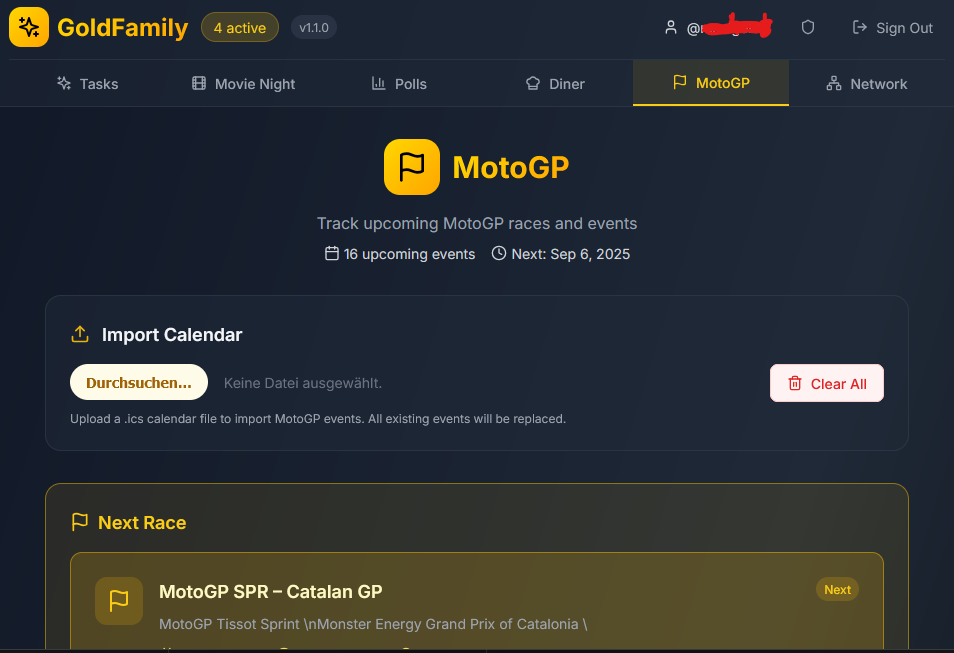 GoldFamily 4 active v1.1.0 Sign Out
Tasks Movie Night Polls Diner MotoGP Network
MotoGP
Track upcoming MotoGP races and events
16 upcoming events Next: Sep 6, 2025
Import Calendar
Durchsuchen... Keine Datei ausgewählt. Clear All
Upload a .ics calendar file to import MotoGP events. All existing events will be replaced.
Next Race
MotoGP SPR – Catalan GP Next
MotoGP Tissot Sprint \nMonster Energy Grand Prix of Catalonia \